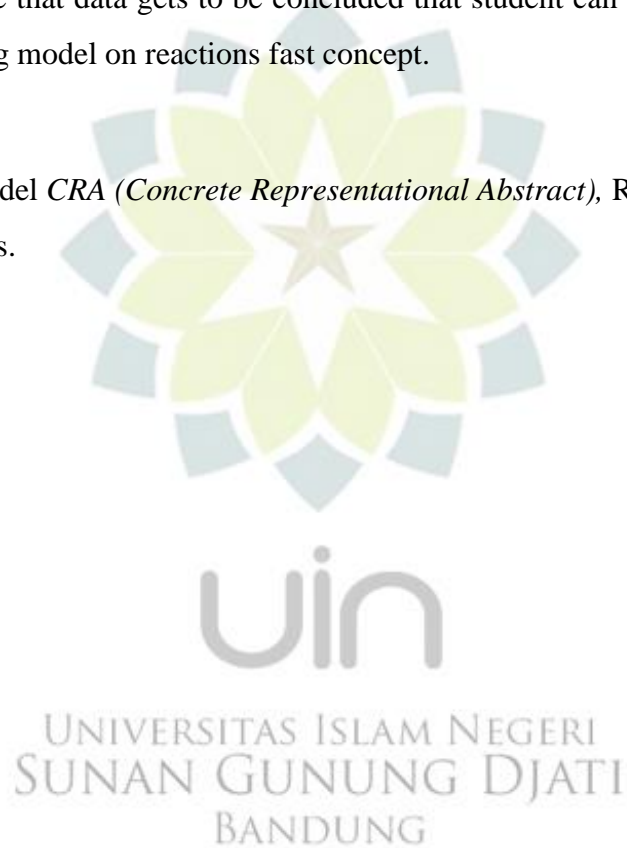 that data gets to be concluded that student can
model on reactions fast concept.
CRA (Concrete Representational Abstract),
uin
UNIVERSITAS ISLAM NEGERI
SUNAN GUNUNG DJATI
BANDUNG